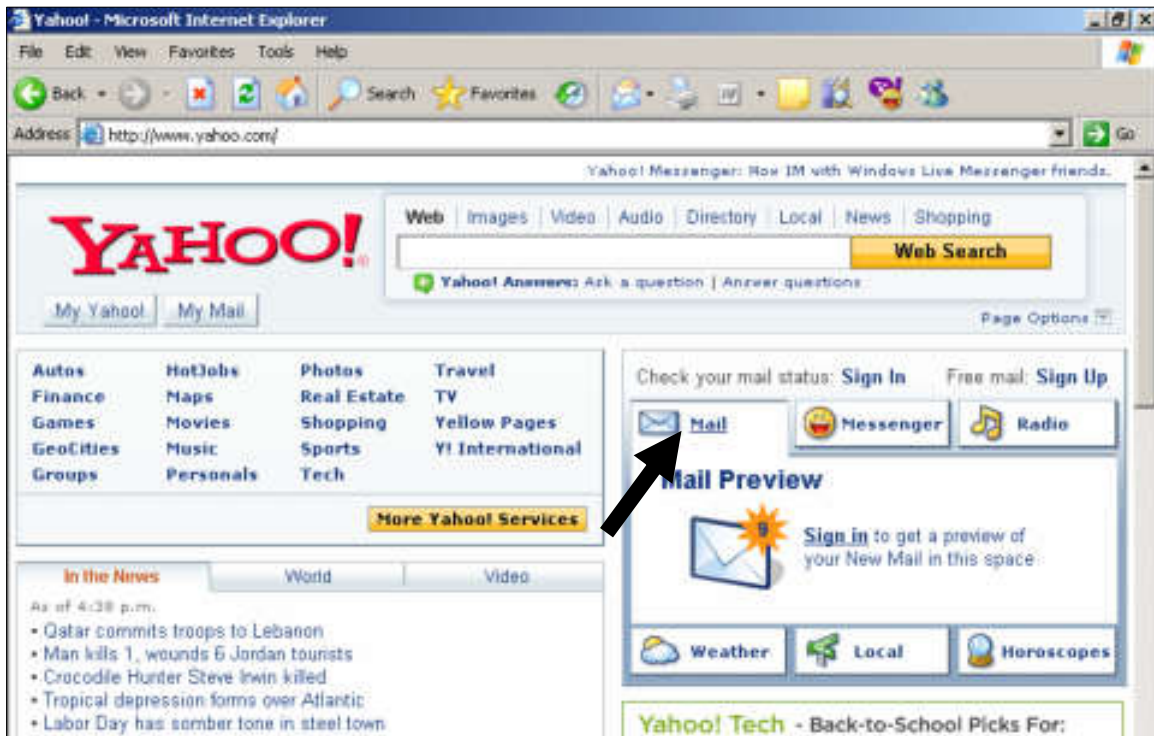 Yahoo! - Microsoft Internet Explorer
File Edit View Favorites Tools Help
Back Search Favorites
Address http://www.yahoo.com/ Go
Yahoo! Messenger: Now IM with Windows Live Messenger friends.
YAHOO!®
Web | Images | Video | Audio | Directory | Local | News | Shopping
Web Search
Yahoo! Answers: Ask a question | Answer questions
My Yahoo! My Mail
Page Options
Autos HotJobs Photos Travel
Finance Maps Real Estate TV
Games Movies Shopping Yellow Pages
GeoCities Music Sports Y! International
Groups Personals Tech
More Yahoo! Services
Check your mail status: Sign In Free mail: Sign Up
Mail Messenger Radio
Mail Preview
9
Sign in to get a preview of
your New Mail in this space
Weather Local Horoscopes
In the News World Video
As of 4:38 p.m.
• Qatar commits troops to Lebanon
• Man kills 1, wounds 6 Jordan tourists
• Crocodile Hunter Steve Irwin killed
• Tropical depression forms over Atlantic
• Labor Day has somber tone in steel town
Yahoo! Tech - Back-to-School Picks For: